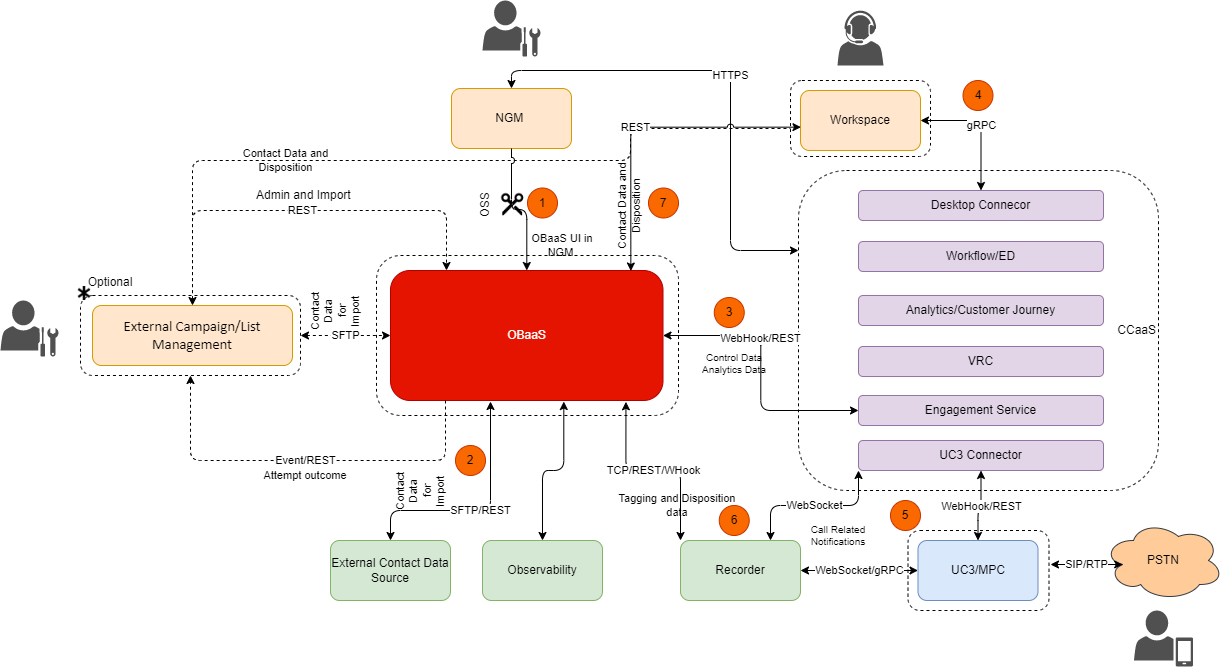 HTTPS
NGM
4
Workspace
REST
gRPC
Contact Data and
Disposition
Admin and Import
REST
OSS
1
Contact Data and
Disposition
7
Desktop Connecor
OBaaS UI in
NGM
Workflow/ED
Optional
External Campaign/List
Management
Contact
Data
for
Import
SFTP
OBaaS
3
WebHook/REST
Control Data
Analytics Data
Analytics/Customer Journey
CCaaS
VRC
Engagement Service
UC3 Connector
Event/REST
Attempt outcome
2
Contact
Data
for
Import
SFTP/REST
TCP/REST/WHook
Tagging and Disposition
data
6
WebSocket
Call Related
Notifications
5
WebHook/REST
External Contact Data
Source
Observability
Recorder
WebSocket/gRPC
UC3/MPC
SIP/RTP
PSTN